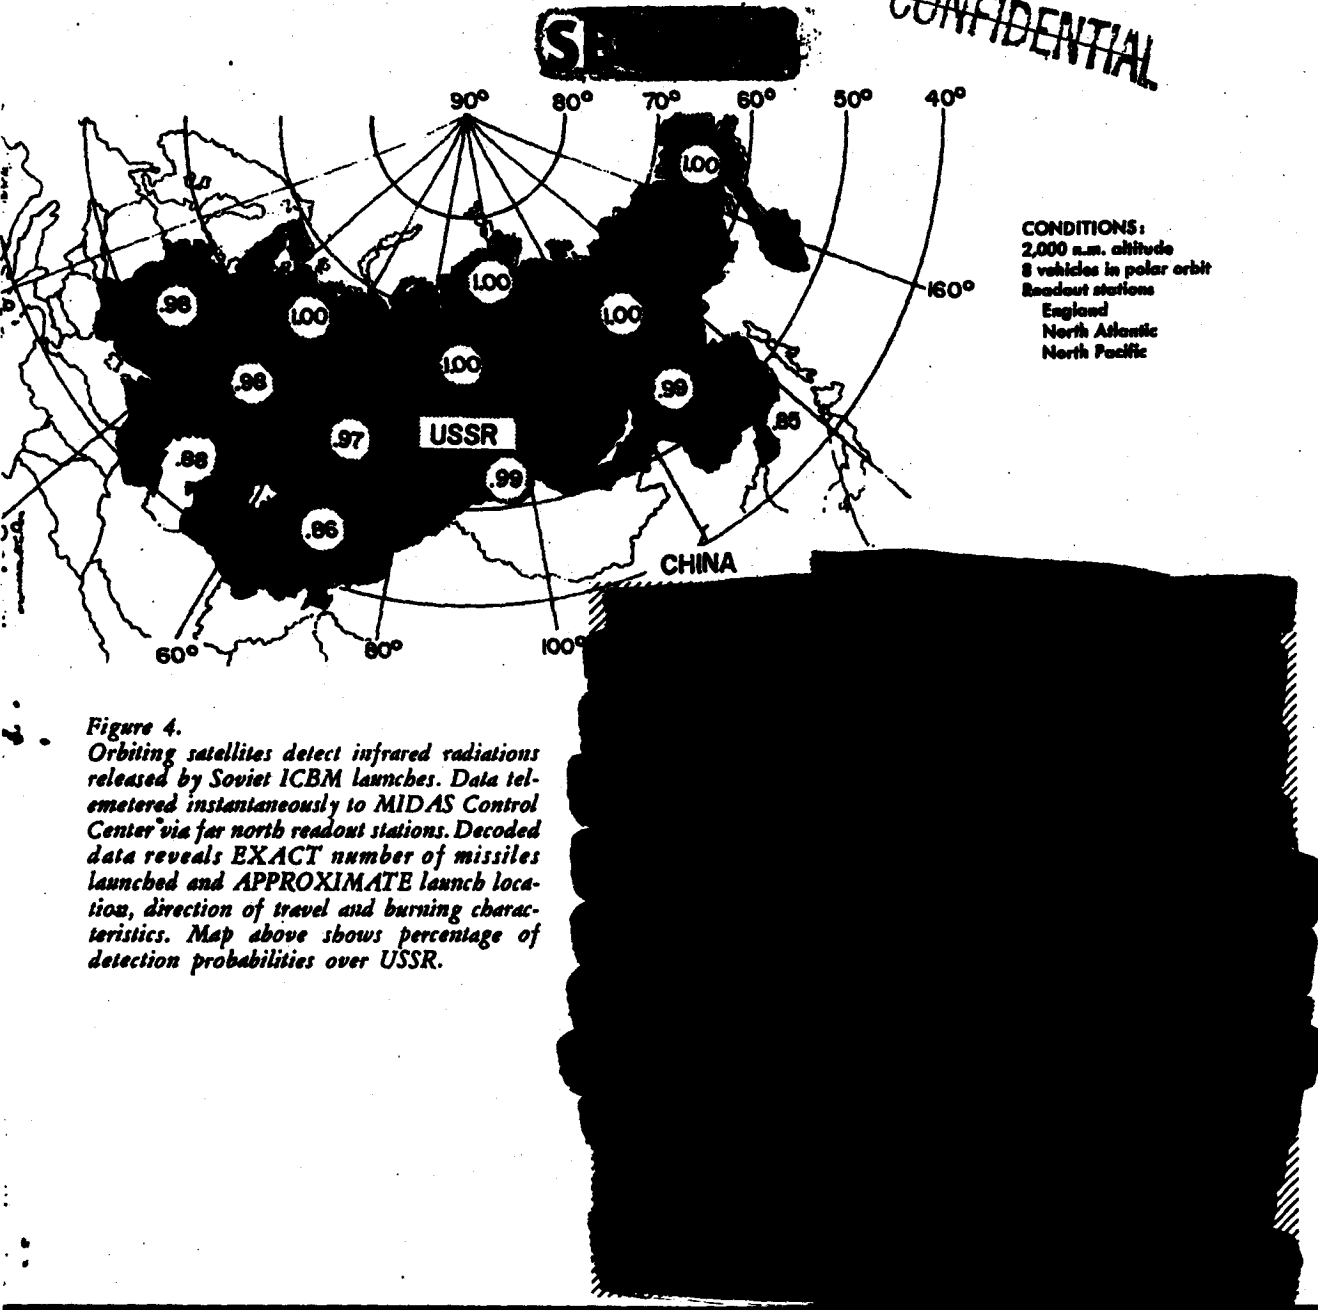 CONFIDENTIAL
90° 80° 70° 60° 50° 40°
1.00
CONDITIONS:
2,000 n.m. altitude
8 vehicles in polar orbit
Readout stations
England
North Atlantic
North Pacific
160°
1.00
.98 1.00 1.00
1.00
.98 .99
.85
.97 USSR
.99
.86
CHINA
60° 80° 100°
Figure 4.
Orbiting satellites detect infrared radiations
released by Soviet ICBM launches. Data tel-
emetered instantaneously to MIDAS Control
Center via far north readout stations. Decoded
data reveals EXACT number of missiles
launched and APPROXIMATE launch loca-
tion, direction of travel and burning charac-
teristics. Map above shows percentage of
detection probabilities over USSR.